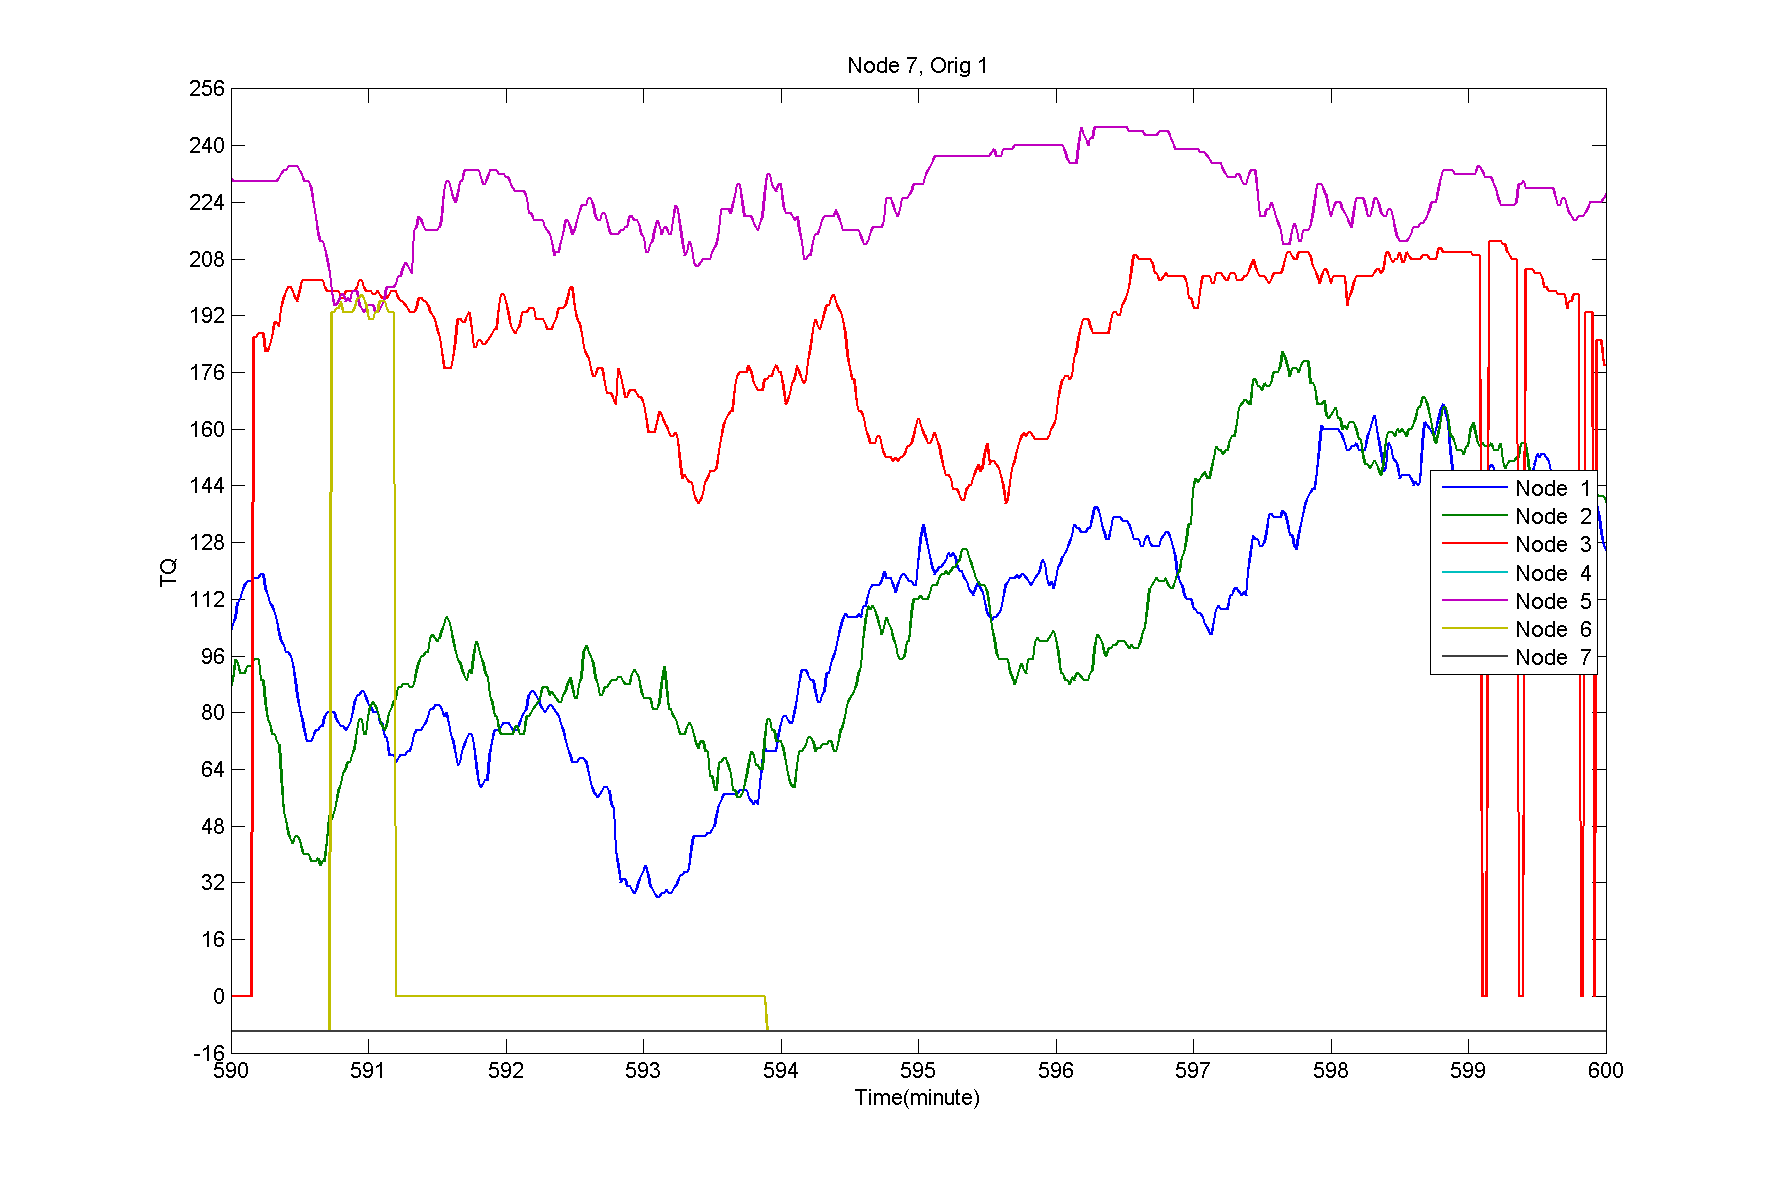 Node 7, Orig 1
256
240
224
208
192
176
160
144
128
112
96
80
64
48
32
16
0
-16
TQ
590 591 592 593 594 595 596 597 598 599 600
Time(minute)
Node 1
Node 2
Node 3
Node 4
Node 5
Node 6
Node 7